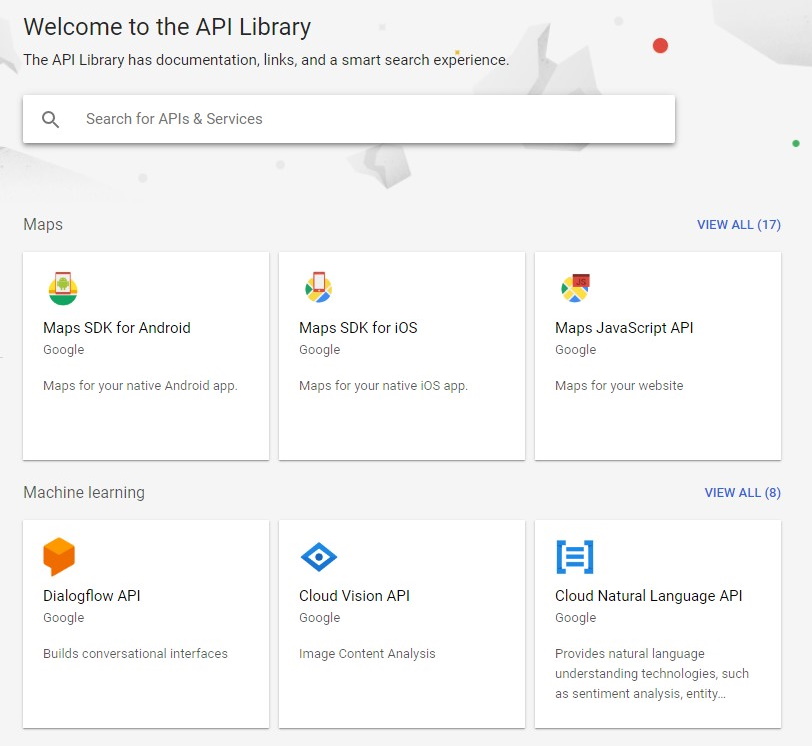 Welcome to the API Library
The API Library has documentation, links, and a smart search experience.
Search for APIs & Services
Maps
VIEW ALL (17)
Maps SDK for Android
Google
Maps for your native Android app.
Maps SDK for iOS
Google
Maps for your native iOS app.
JS
Maps JavaScript API
Google
Maps for your website
Machine learning
VIEW ALL (8)
Dialogflow API
Google
Builds conversational interfaces
Cloud Vision API
Google
Image Content Analysis
Cloud Natural Language API
Google
Provides natural language
understanding technologies, such
as sentiment analysis, entity...